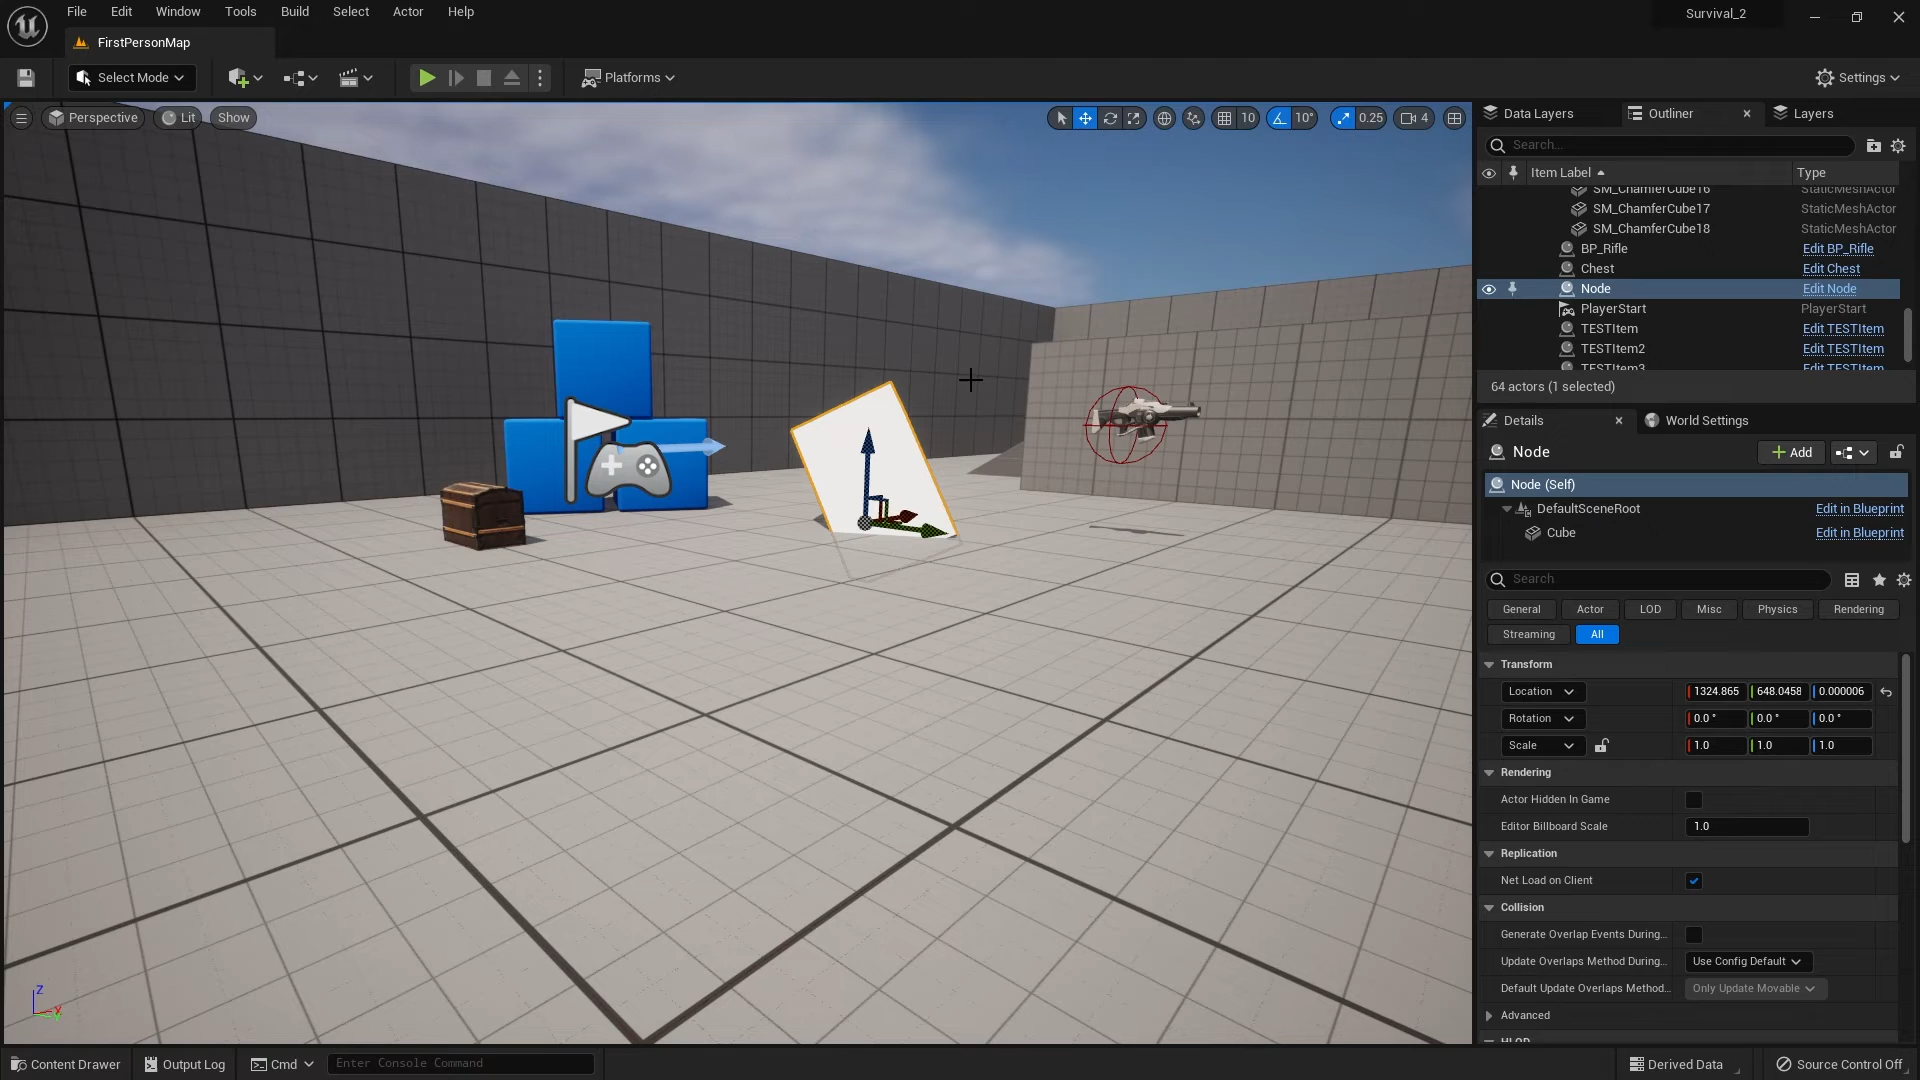 File Edit Window Tools Build Select Actor Help
Survival_2
FirstPersonMap
Select Mode
Platforms
Settings
Perspective
Lit
Show
10
10°
0.25
4
Data Layers
Outliner
Layers
Search...
Item Label
Type
SM_ChamferCube16 StaticMeshActor
SM_ChamferCube17 StaticMeshActor
SM_ChamferCube18 StaticMeshActor
BP_Rifle Edit BP_Rifle
Chest Edit Chest
Node Edit Node
PlayerStart PlayerStart
TESTItem Edit TESTItem
TESTItem2 Edit TESTItem
TESTItem3 Edit TESTItem
64 actors (1 selected)
Details
World Settings
Node
Add
Node (Self)
DefaultSceneRoot Edit in Blueprint
Cube Edit in Blueprint
Search
General Actor LOD Misc Physics Rendering
Streaming All
Transform
Location 1324.865 648.0458 0.000006
Rotation 0.0 ° 0.0 ° 0.0 °
Scale 1.0 1.0 1.0
Rendering
Actor Hidden In Game
Editor Billboard Scale 1.0
Replication
Net Load on Client
Collision
Generate Overlap Events During...
Update Overlaps Method During... Use Config Default
Default Update Overlaps Method... Only Update Movable
Advanced
HLOD
Z
X
Y
Content Drawer
Output Log
Cmd
Enter Console Command
Derived Data
Source Control Off